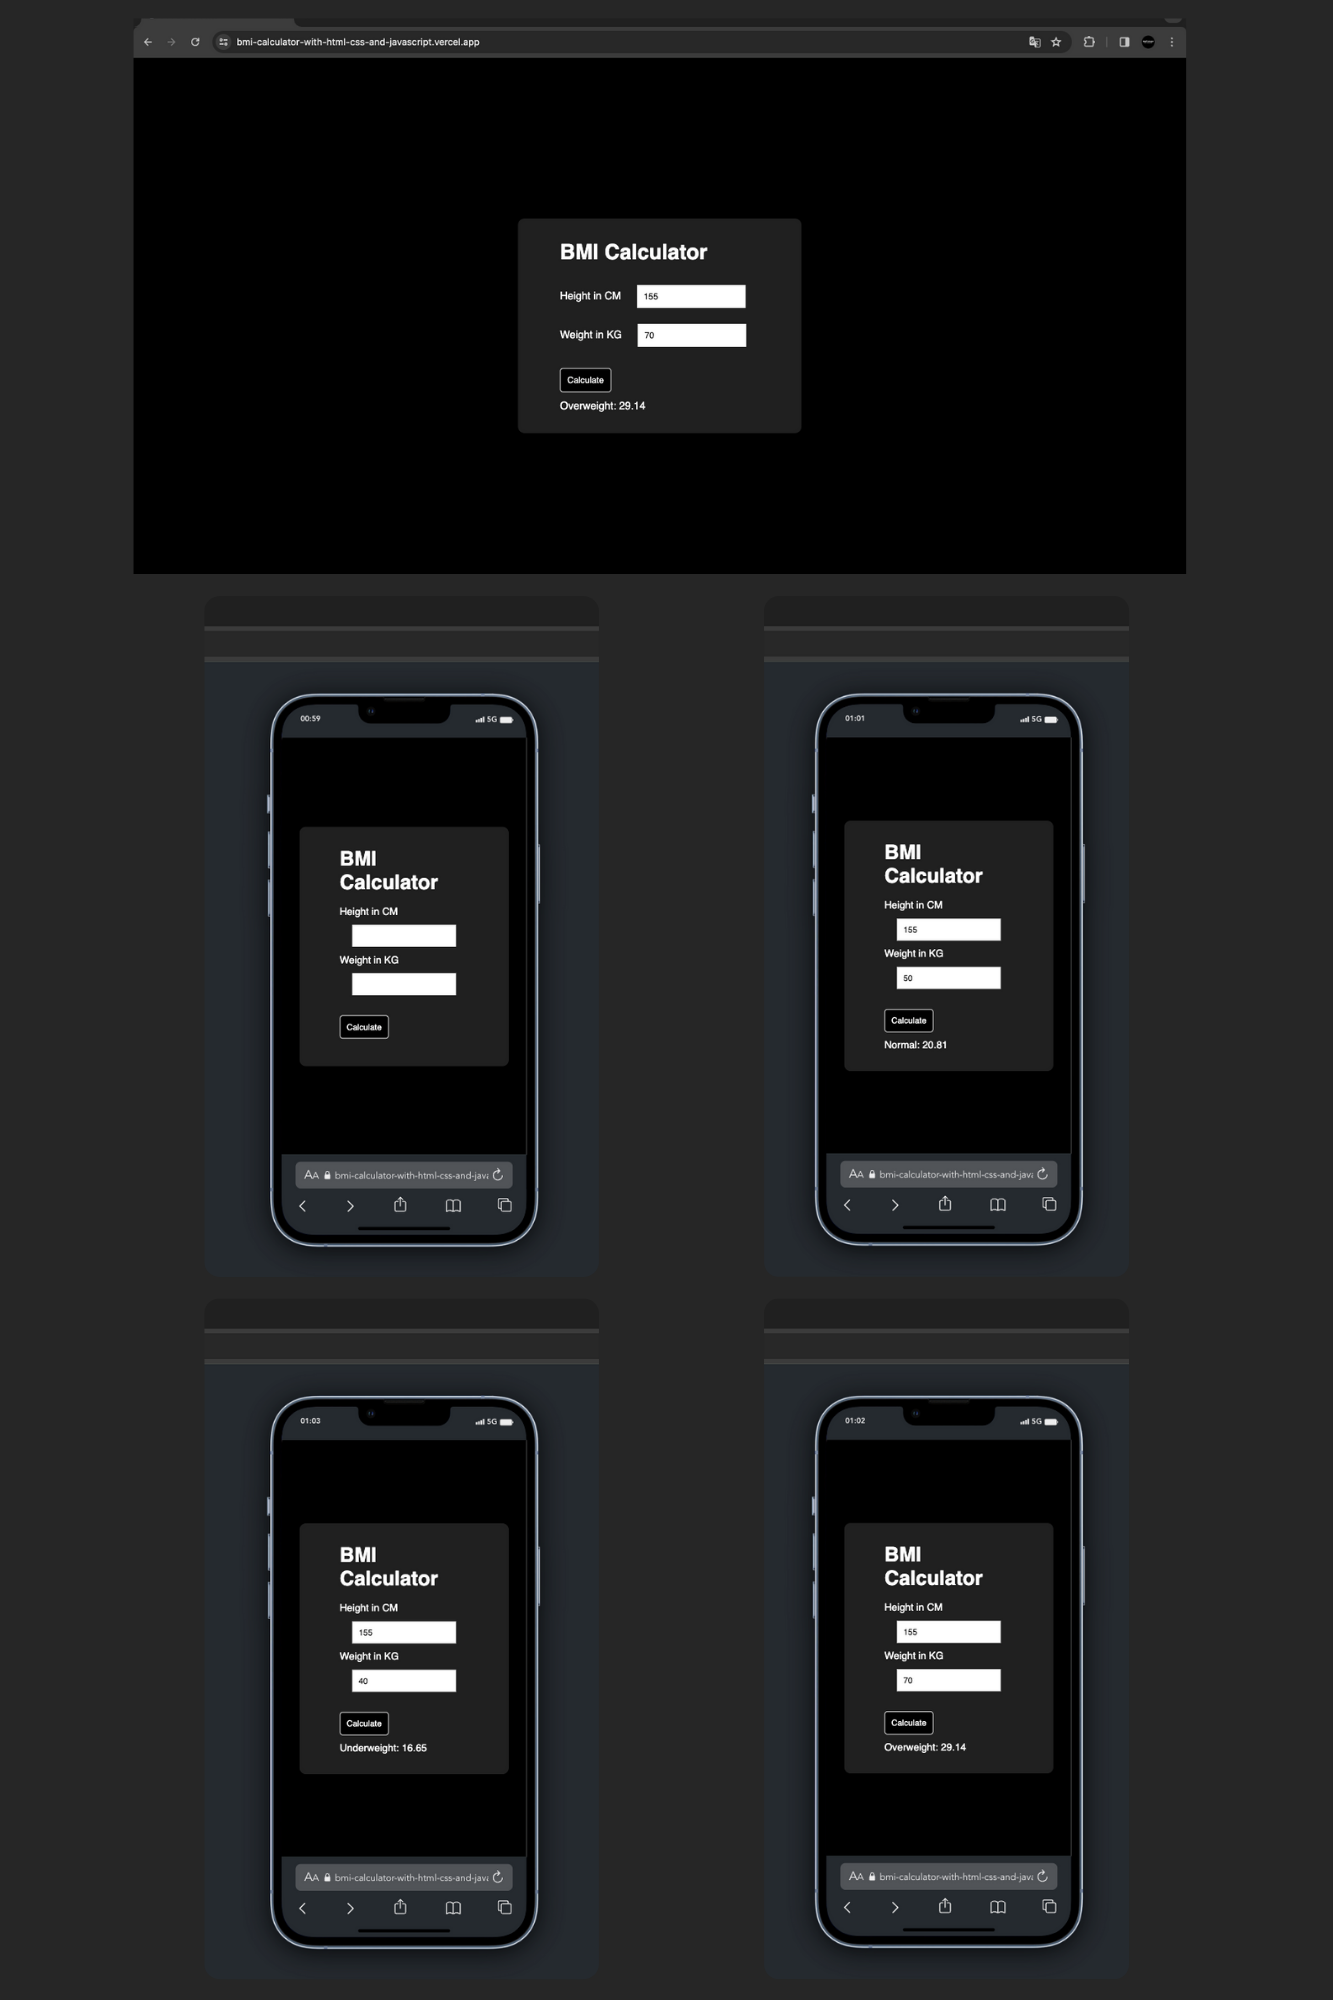 bmi-calculator-with-html-css-and-javascript.vercel.app
BMI Calculator
Height in CM 155
Weight in KG 70
Calculate
Overweight: 29.14
00:59 5G
BMI
Calculator
Height in CM
Weight in KG
Calculate
AA bmi-calculator-with-html-css-and-java
01:01 5G
BMI
Calculator
Height in CM
155
Weight in KG
50
Calculate
Normal: 20.81
AA bmi-calculator-with-html-css-and-java
01:03 5G
BMI
Calculator
Height in CM
155
Weight in KG
40
Calculate
Underweight: 16.65
AA bmi-calculator-with-html-css-and-java
01:02 5G
BMI
Calculator
Height in CM
155
Weight in KG
70
Calculate
Overweight: 29.14
AA bmi-calculator-with-html-css-and-java